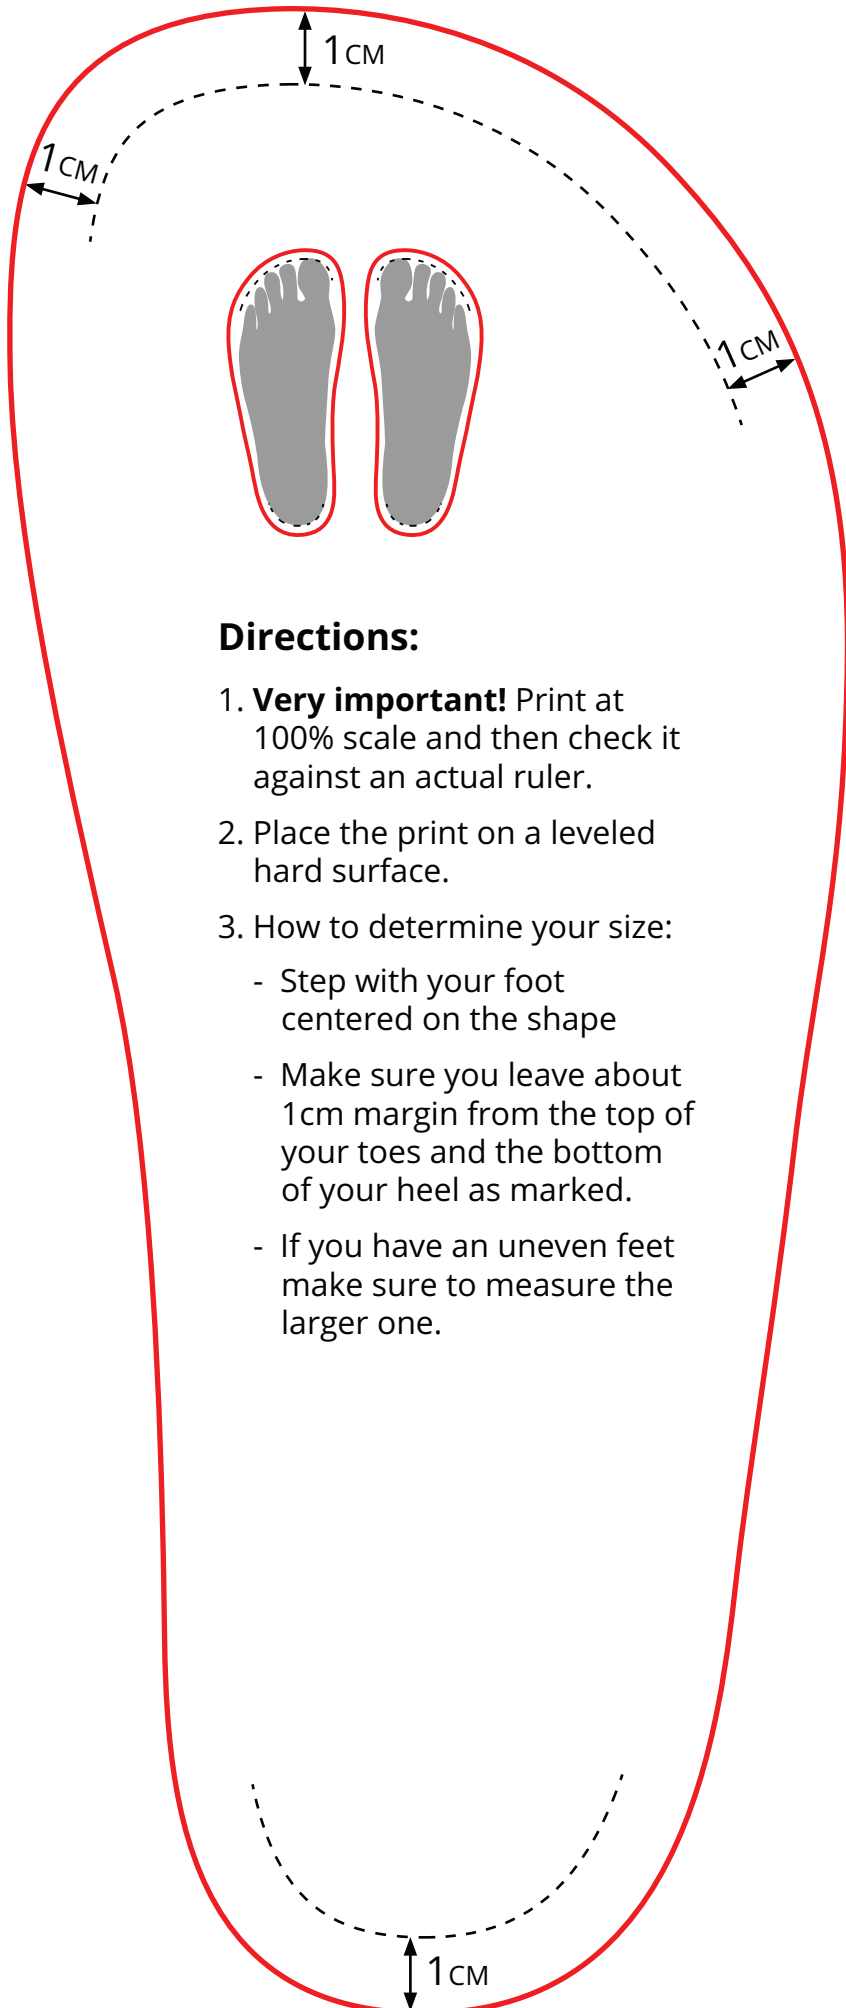 1CM
1CM
1CM
Directions:
1. Very important! Print at
100% scale and then check it
against an actual ruler.
2. Place the print on a leveled
hard surface.
3. How to determine your size:
- Step with your foot
centered on the shape
- Make sure you leave about
1cm margin from the top of
your toes and the bottom
of your heel as marked.
- If you have an uneven feet
make sure to measure the
larger one.
1CM